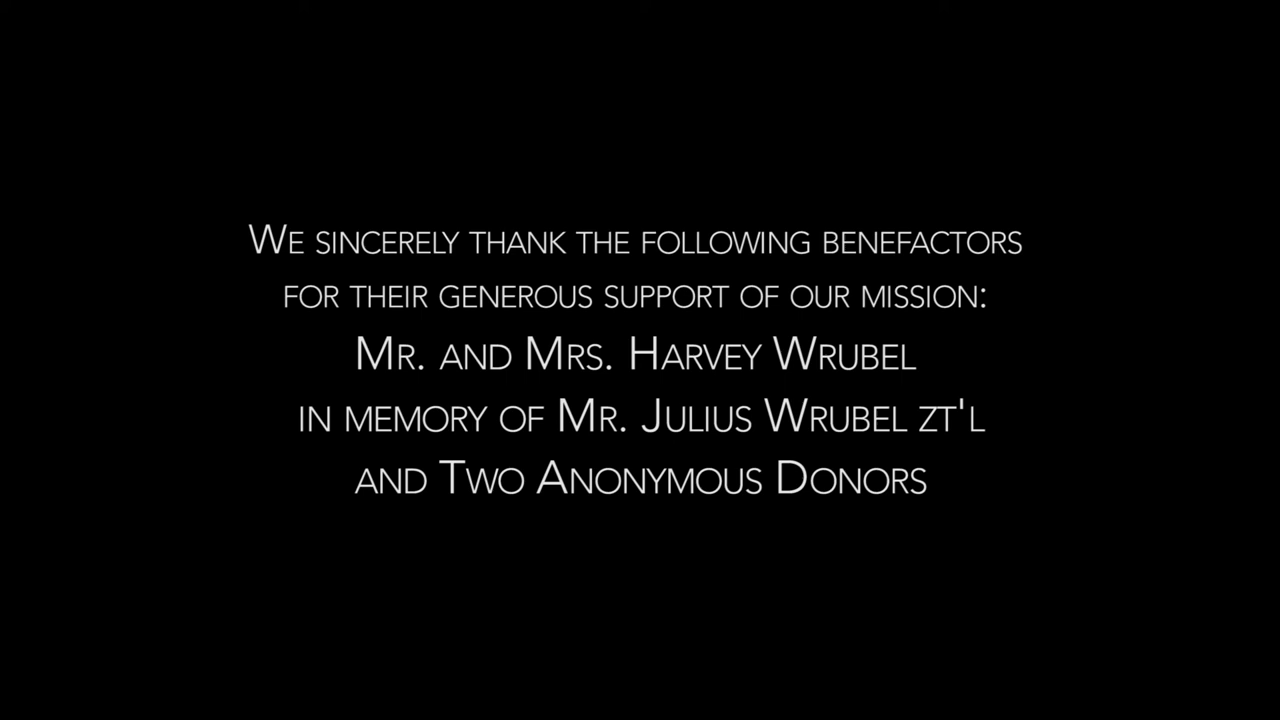 We sincerely thank the following benefactors
for their generous support of our mission:
Mr. and Mrs. Harvey Wrubel
in memory of Mr. Julius Wrubel zt'l
and Two Anonymous Donors